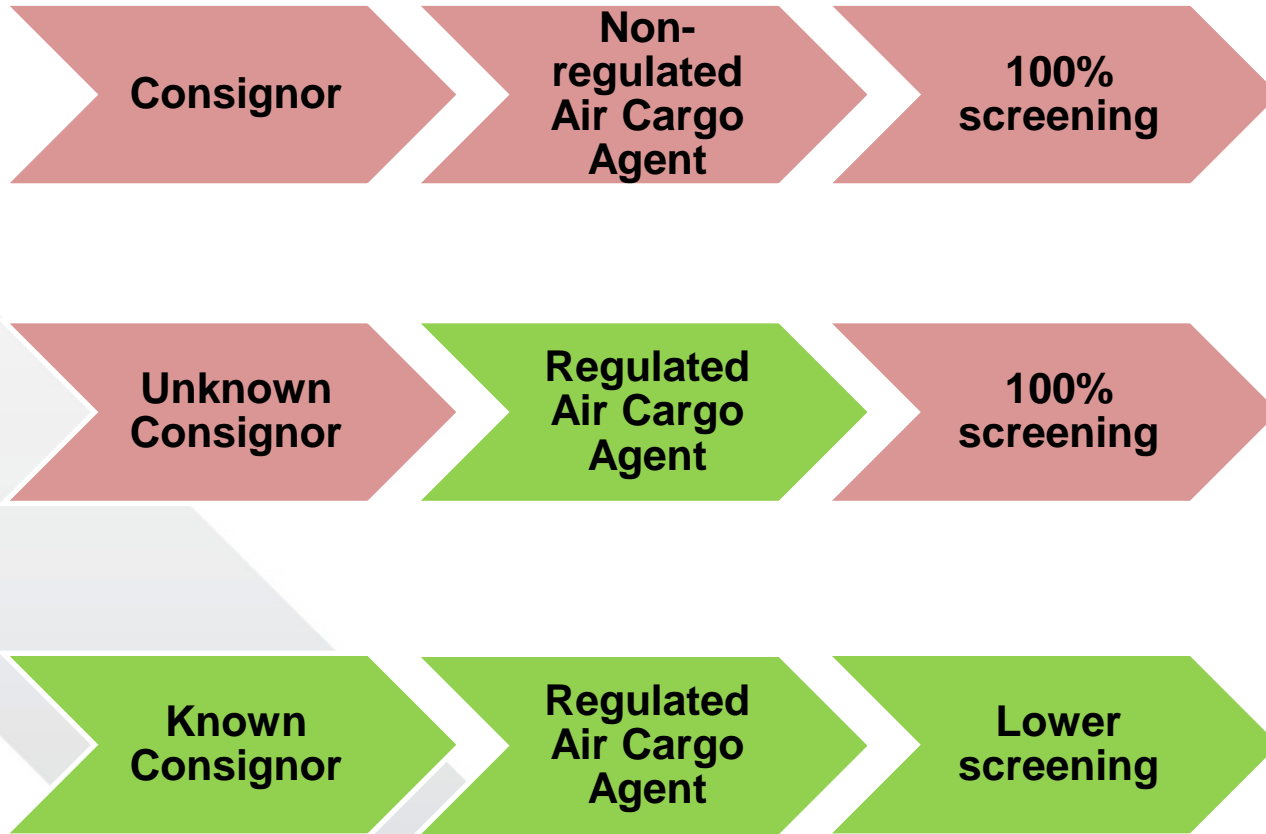 Consignor
Non-
regulated
Air Cargo
Agent
100%
screening
Unknown
Consignor
Regulated
Air Cargo
Agent
100%
screening
Known
Consignor
Regulated
Air Cargo
Agent
Lower
screening